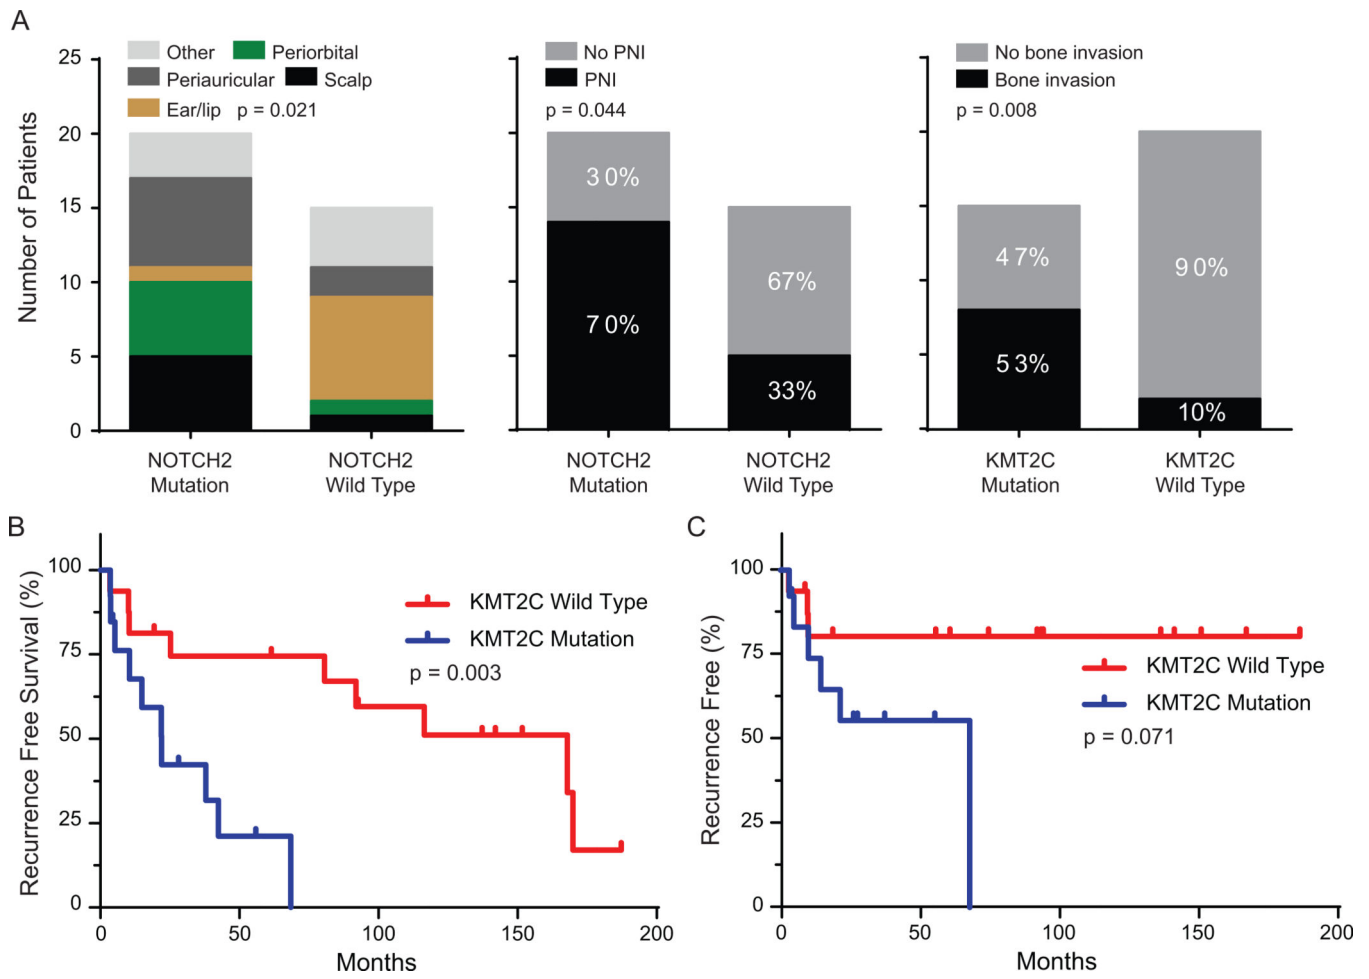 A
Other
Periorbital
Periauricular
Scalp
Ear/lip
p = 0.021
Number of Patients
25
20
15
10
5
0
NOTCH2
Mutation
NOTCH2
Wild Type
No PNI
PNI
p = 0.044
30%
70%
67%
33%
NOTCH2
Mutation
NOTCH2
Wild Type
No bone invasion
Bone invasion
p = 0.008
47%
53%
90%
10%
KMT2C
Mutation
KMT2C
Wild Type
B
Recurrence Free Survival (%)
100
75
50
25
0
KMT2C Wild Type
KMT2C Mutation
p = 0.003
0
50
100
150
200
Months
C
Recurrence Free (%)
100
75
50
25
0
KMT2C Wild Type
KMT2C Mutation
p = 0.071
0
50
100
150
200
Months